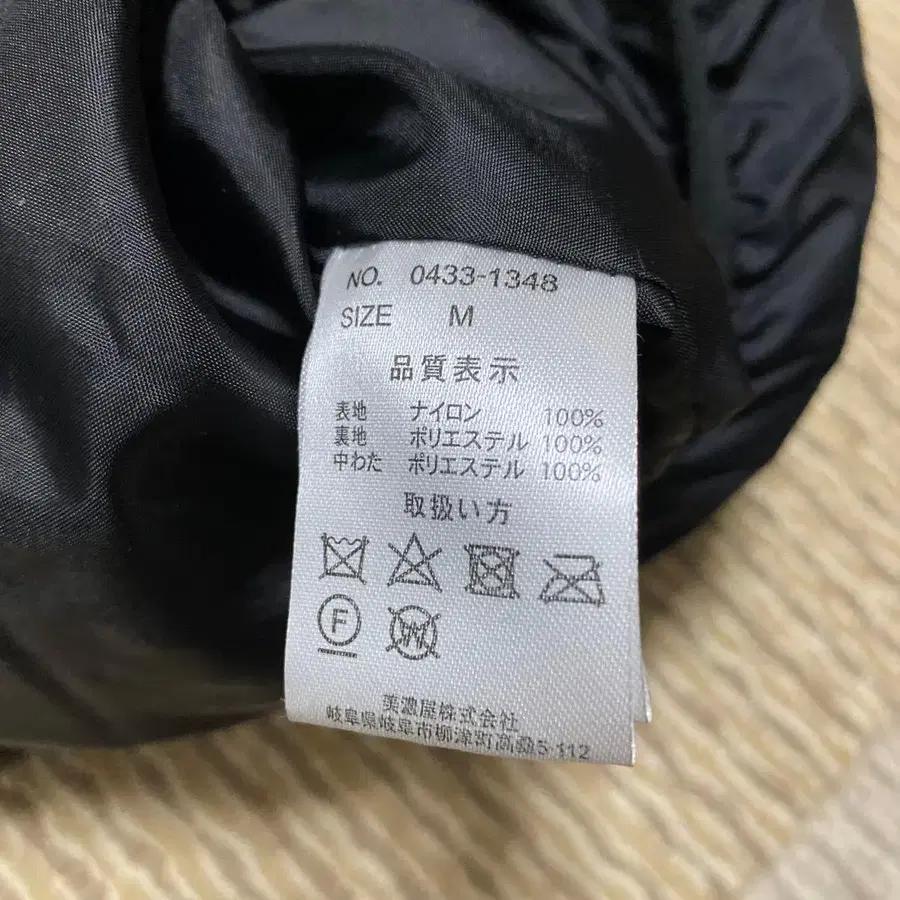 NO. 0433-1348
SIZE M
品質表示
表地 ナイロン 100%
裏地 ポリエステル 100%
中わた ポリエステル 100%
取扱い方
F
W
美濃屋株式会社
岐阜県岐阜市柳津町高桑5-112